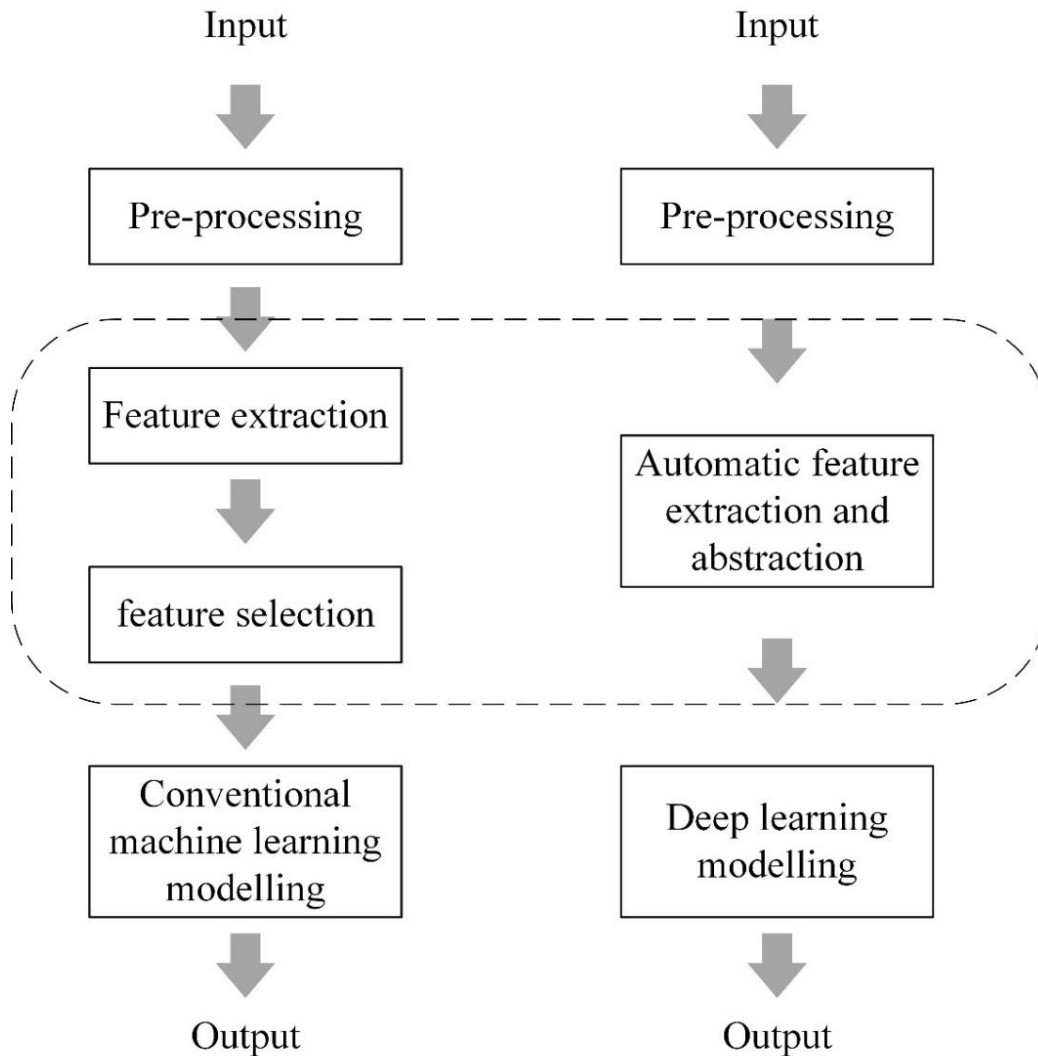 Input
Pre-processing
Feature extraction
feature selection
Conventional
machine learning
modelling
Output
Input
Pre-processing
Automatic feature
extraction and
abstraction
Deep learning
modelling
Output